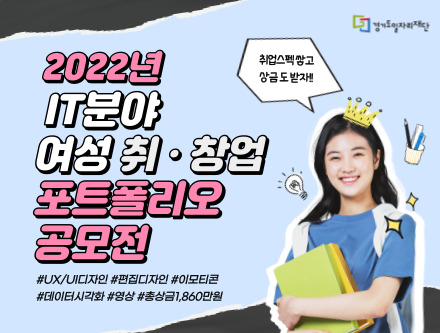 경기도일자리재단
취업스펙 쌓고
상금 도 받자!!
2022년
IT분야
여성 취 · 창업
포트폴리오
공모전
#UX/UI디자인 #편집디자인 #이모티콘
#데이터시각화 #영상 #총상금1,860만원